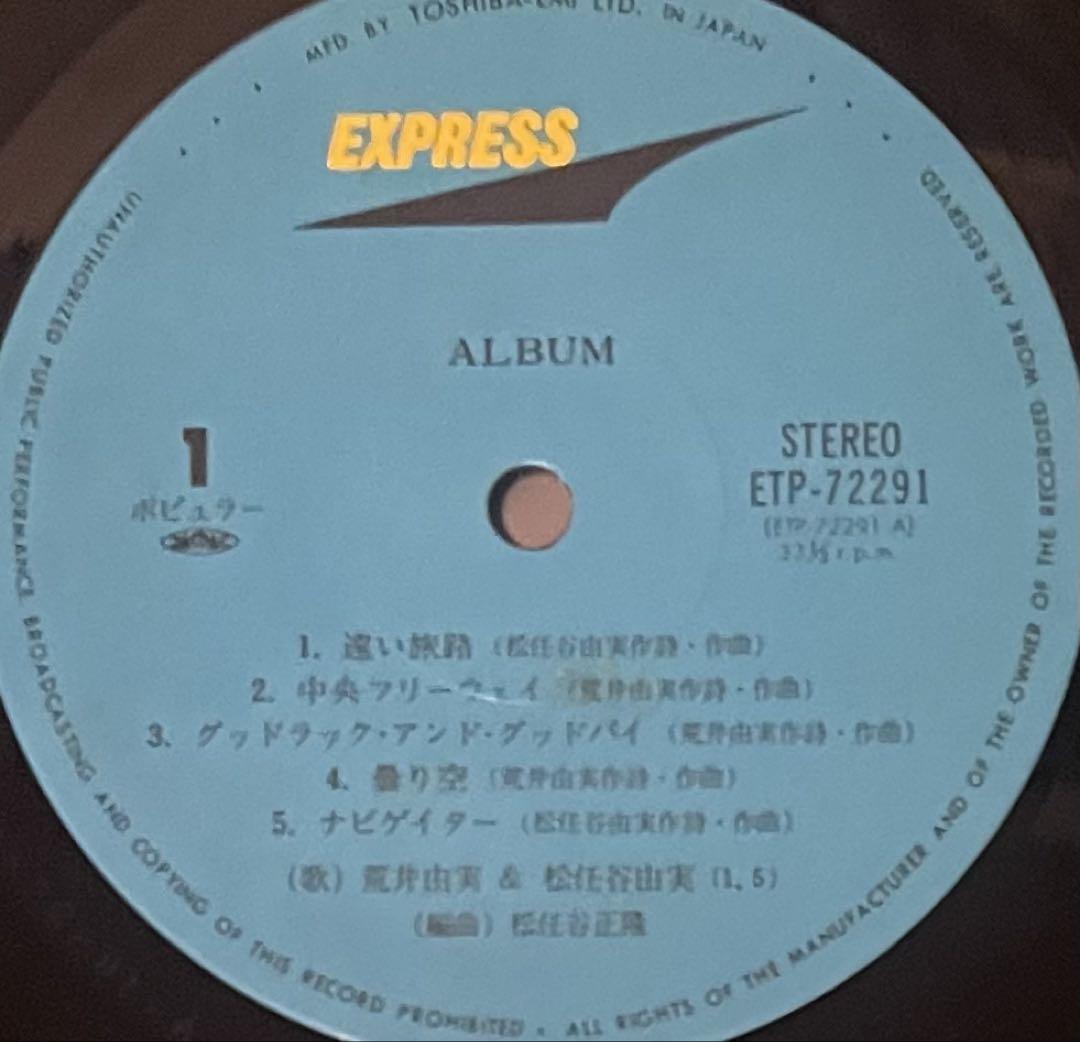 MFD. BY TOSHIBA-EMI LTD. IN JAPAN
EXPRESS
ALBUM
1
ポピュラー
STEREO
ETP-72291
(ETP-72291 A)
33⅓ r.p.m.
1. 遠い旅路（松任谷由実作詩・作曲）
2. 中央フリーウェイ（荒井由実作詩・作曲）
3. グッドラック・アンド・グッドバイ（荒井由実作詩・作曲）
4. 曇り空（荒井由実作詩・作曲）
5. ナビゲイター（松任谷由実作詩・作曲）
（歌）荒井由実 & 松任谷由実（1, 5）
（編曲）松任谷正隆
UNAUTHORIZED PUBLIC PERFORMANCE BROADCASTING AND COPYING OF THIS RECORD PROHIBITED • ALL RIGHTS OF THE MANUFACTURER AND OF THE OWNER OF THE RECORDED WORK ARE RESERVED